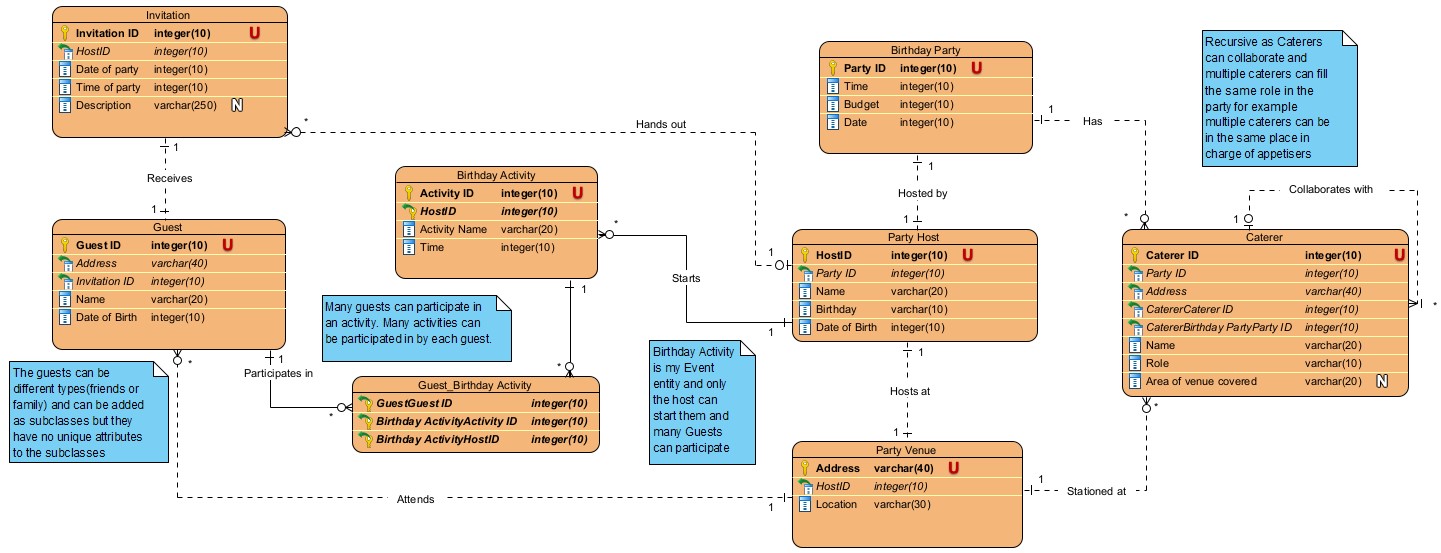 Invitation
Invitation ID integer(10) U
HostID integer(10)
Date of party integer(10)
Time of party integer(10)
Description varchar(250) N
Birthday Party
Party ID integer(10) U
Time integer(10)
Budget integer(10)
Date integer(10)
Recursive as Caterers
can collaborate and
multiple caterers can fill
the same role in the
party for example
multiple caterers can be
in the same place in
charge of appetisers
*
Hands out
1
Has
1
Receives
1
1
Hosted by
1
*
Collaborates with
1
*
Birthday Activity
Activity ID integer(10) U
HostID integer(10)
Activity Name varchar(20)
Time integer(10)
*
Guest
Guest ID integer(10) U
Address varchar(40)
Invitation ID integer(10)
Name varchar(20)
Date of Birth integer(10)
1
Party Host
HostID integer(10) U
Party ID integer(10)
Name varchar(20)
Birthday varchar(10)
Date of Birth integer(10)
1
Starts
1
Caterer
Caterer ID integer(10) U
Party ID integer(10)
Address varchar(40)
CatererCaterer ID integer(10)
CatererBirthday PartyParty ID integer(10)
Name varchar(20)
Role varchar(10)
Area of venue covered varchar(20) N
1
Many guests can participate in
an activity. Many activities can
be participated in by each guest.
*
1
Participates in
*
*
The guests can be
different types(friends or
family) and can be added
as subclasses but they
have no unique attributes
to the subclasses
Guest_Birthday Activity
GuestGuest ID integer(10)
Birthday ActivityActivity ID integer(10)
Birthday ActivityHostID integer(10)
Birthday Activity
is my Event
entity and only
the host can
start them and
many Guests
can participate
1
Hosts at
1
*
Party Venue
Address varchar(40) U
HostID integer(10)
Location varchar(30)
Attends
1
1
Stationed at